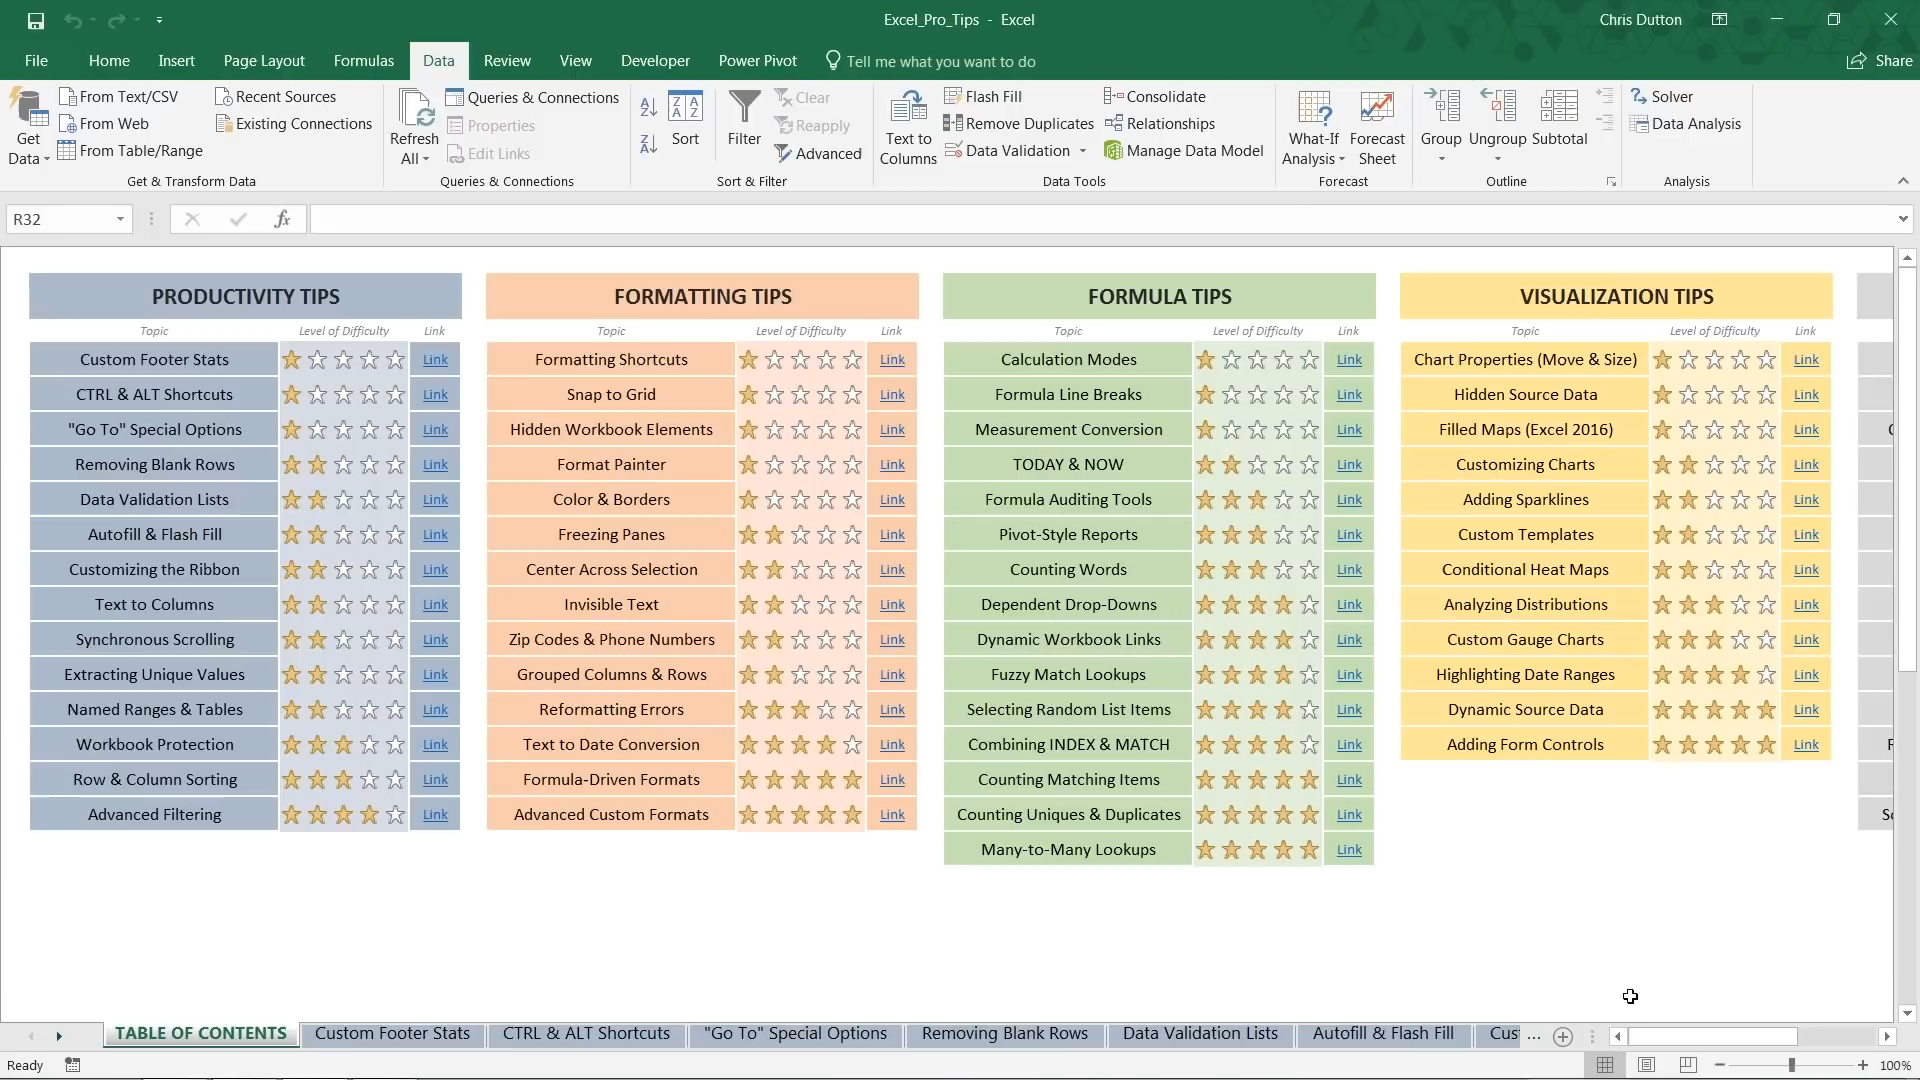 Excel_Pro_Tips - Excel
Chris Dutton
File Home Insert Page Layout Formulas Data Review View Developer Power Pivot Tell me what you want to do Share
Get Data
From Text/CSV
From Web
From Table/Range
Recent Sources
Existing Connections
Get & Transform Data
Refresh All
Queries & Connections
Properties
Edit Links
Queries & Connections
Sort
Filter
Clear
Reapply
Advanced
Sort & Filter
Text to Columns
Flash Fill
Remove Duplicates
Data Validation
Consolidate
Relationships
Manage Data Model
Data Tools
What-If Analysis
Forecast Sheet
Forecast
Group
Ungroup
Subtotal
Outline
Solver
Data Analysis
Analysis
R32
fx
PRODUCTIVITY TIPS
Topic Level of Difficulty Link
Custom Footer Stats Link
CTRL & ALT Shortcuts Link
"Go To" Special Options Link
Removing Blank Rows Link
Data Validation Lists Link
Autofill & Flash Fill Link
Customizing the Ribbon Link
Text to Columns Link
Synchronous Scrolling Link
Extracting Unique Values Link
Named Ranges & Tables Link
Workbook Protection Link
Row & Column Sorting Link
Advanced Filtering Link
FORMATTING TIPS
Topic Level of Difficulty Link
Formatting Shortcuts Link
Snap to Grid Link
Hidden Workbook Elements Link
Format Painter Link
Color & Borders Link
Freezing Panes Link
Center Across Selection Link
Invisible Text Link
Zip Codes & Phone Numbers Link
Grouped Columns & Rows Link
Reformatting Errors Link
Text to Date Conversion Link
Formula-Driven Formats Link
Advanced Custom Formats Link
FORMULA TIPS
Topic Level of Difficulty Link
Calculation Modes Link
Formula Line Breaks Link
Measurement Conversion Link
TODAY & NOW Link
Formula Auditing Tools Link
Pivot-Style Reports Link
Counting Words Link
Dependent Drop-Downs Link
Dynamic Workbook Links Link
Fuzzy Match Lookups Link
Selecting Random List Items Link
Combining INDEX & MATCH Link
Counting Matching Items Link
Counting Uniques & Duplicates Link
Many-to-Many Lookups Link
VISUALIZATION TIPS
Topic Level of Difficulty Link
Chart Properties (Move & Size) Link
Hidden Source Data Link
Filled Maps (Excel 2016) Link
Customizing Charts Link
Adding Sparklines Link
Custom Templates Link
Conditional Heat Maps Link
Analyzing Distributions Link
Custom Gauge Charts Link
Highlighting Date Ranges Link
Dynamic Source Data Link
Adding Form Controls Link
TABLE OF CONTENTS Custom Footer Stats CTRL & ALT Shortcuts "Go To" Special Options Removing Blank Rows Data Validation Lists Autofill & Flash Fill Cus ...
Ready
100%